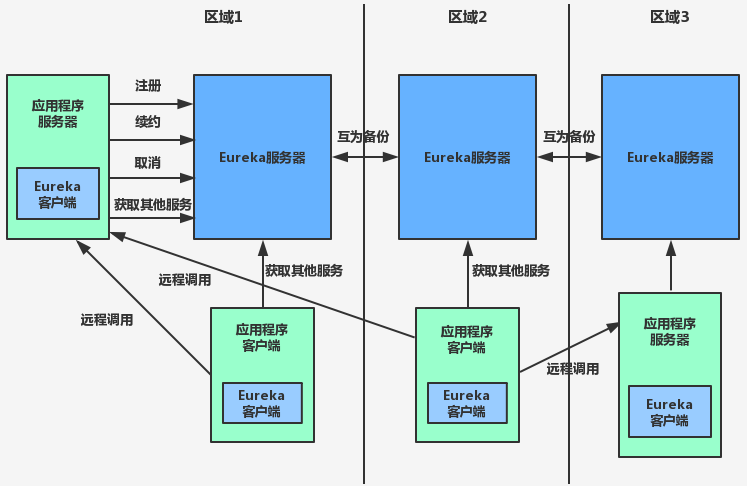 区域1
区域2
区域3
应用程序
服务器
Eureka
客户端
注册
续约
取消
获取其他服务
Eureka服务器
互为备份
Eureka服务器
互为备份
Eureka服务器
远程调用
获取其他服务
获取其他服务
远程调用
应用程序
客户端
Eureka
客户端
应用程序
客户端
Eureka
客户端
远程调用
应用程序
服务器
Eureka
客户端